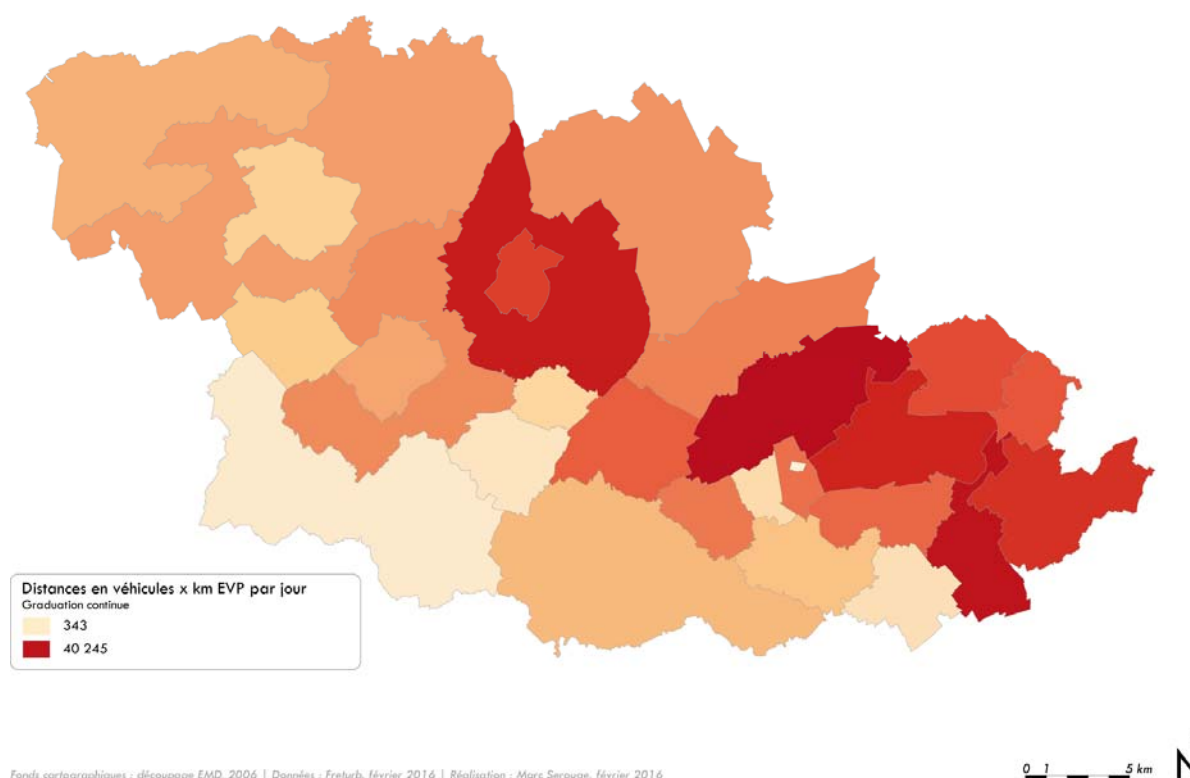 Distances en véhicules x km EVP par jour
Graduation continue
343
40 245
0 1 5 km
N
Fonds cartographiques : découpage EMD, 2006 | Données : Freturb, février 2016 | Réalisation : Marc Serouge, février 2016